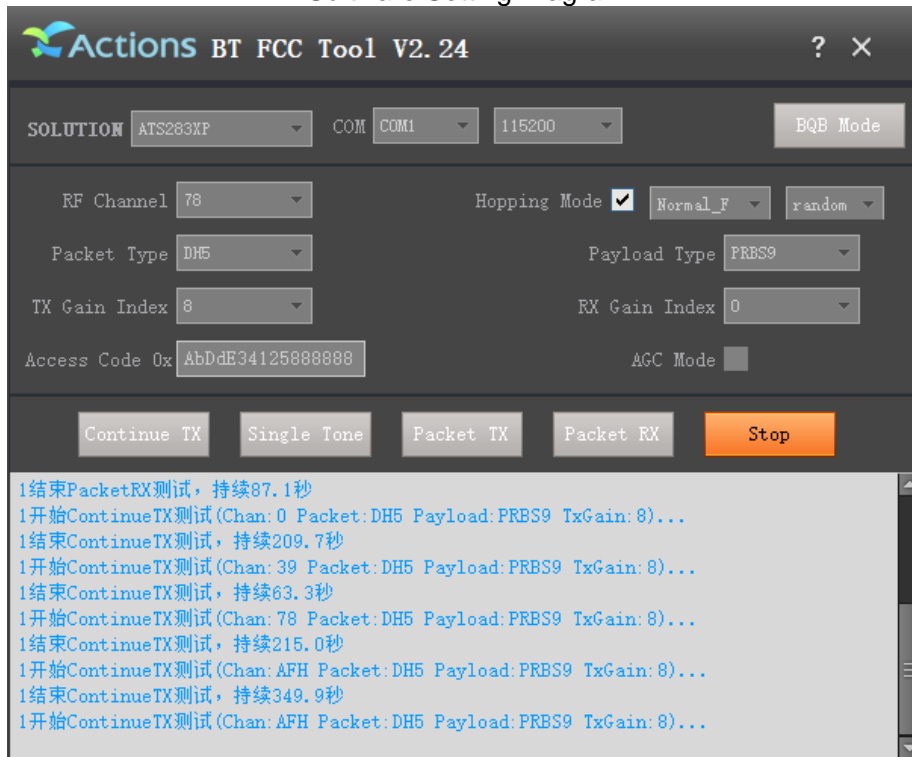 Actions BT FCC Tool V2.24 ? ×
SOLUTION ATS283XP COM COM1 115200 BQB Mode
RF Channel 78 Hopping Mode Normal_F random
Packet Type DH5 Payload Type PRBS9
TX Gain Index 8 RX Gain Index 0
Access Code 0x AbDdE34125888888 AGC Mode
Continue TX Single Tone Packet TX Packet RX Stop
1结束PacketRX测试，持续87.1秒
1开始ContinueTX测试(Chan:0 Packet:DH5 Payload:PRBS9 TxGain:8)...
1结束ContinueTX测试，持续209.7秒
1开始ContinueTX测试(Chan:39 Packet:DH5 Payload:PRBS9 TxGain:8)...
1结束ContinueTX测试，持续63.3秒
1开始ContinueTX测试(Chan:78 Packet:DH5 Payload:PRBS9 TxGain:8)...
1结束ContinueTX测试，持续215.0秒
1开始ContinueTX测试(Chan:AFH Packet:DH5 Payload:PRBS9 TxGain:8)...
1结束ContinueTX测试，持续349.9秒
1开始ContinueTX测试(Chan:AFH Packet:DH5 Payload:PRBS9 TxGain:8)...